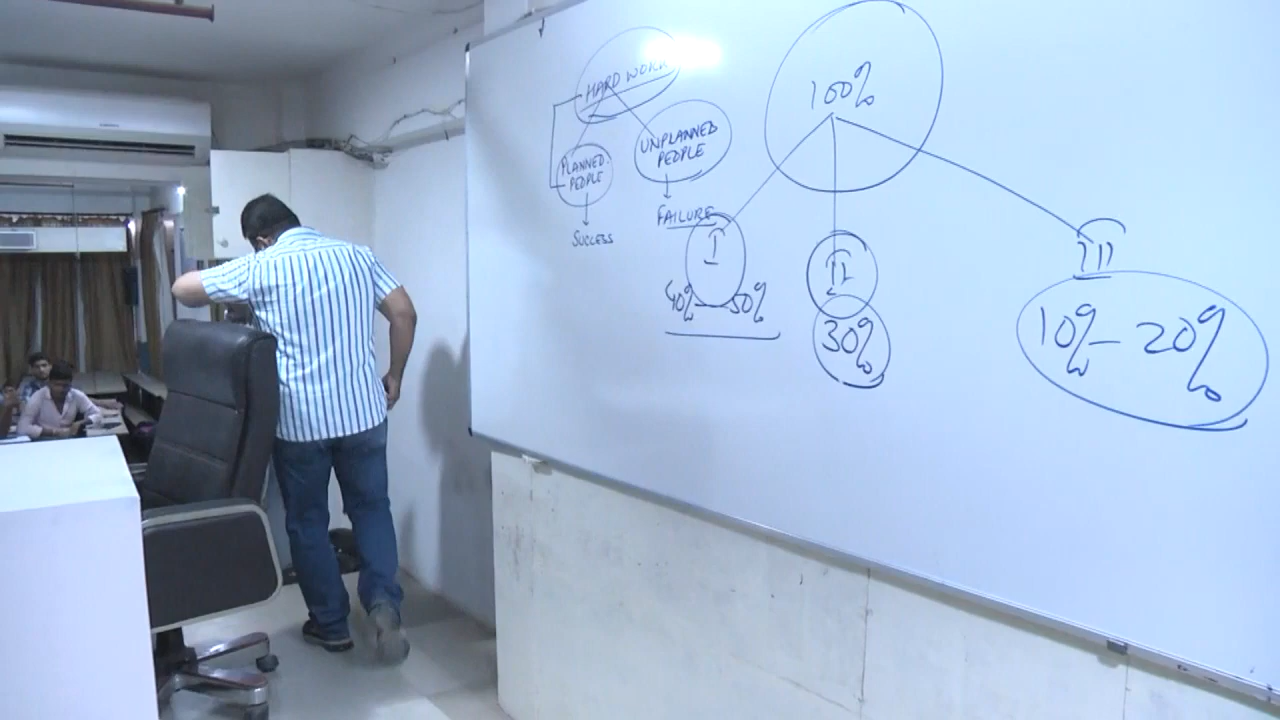 HARD WORK
PLANNED
PEOPLE
SUCCESS
UNPLANNED
PEOPLE
FAILURE
100%
I
40% - 50%
II
30%
III
10% - 20%